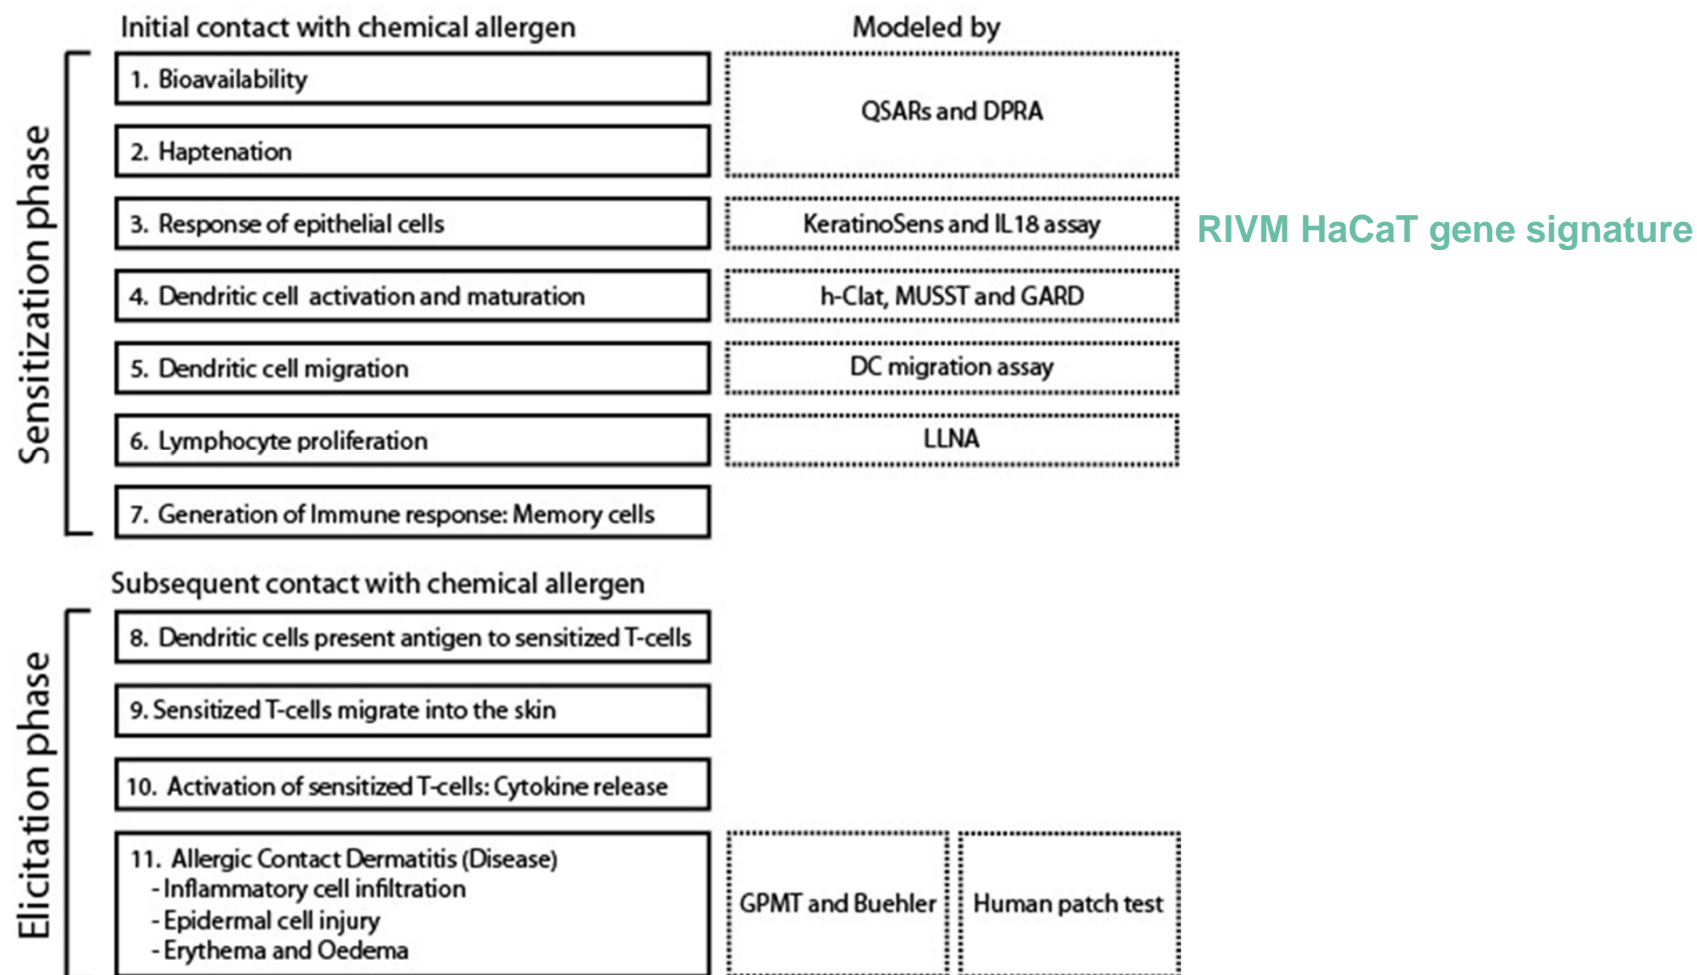 Initial contact with chemical allergen
Modeled by
Sensitization phase
1. Bioavailability
QSARs and DPRA
2. Haptenation
3. Response of epithelial cells
KeratinoSens and IL18 assay
RIVM HaCaT gene signature
4. Dendritic cell activation and maturation
h-Clat, MUSST and GARD
5. Dendritic cell migration
DC migration assay
6. Lymphocyte proliferation
LLNA
7. Generation of Immune response: Memory cells
Subsequent contact with chemical allergen
Elicitation phase
8. Dendritic cells present antigen to sensitized T-cells
9. Sensitized T-cells migrate into the skin
10. Activation of sensitized T-cells: Cytokine release
11. Allergic Contact Dermatitis (Disease)
- Inflammatory cell infiltration
- Epidermal cell injury
- Erythema and Oedema
GPMT and Buehler
Human patch test